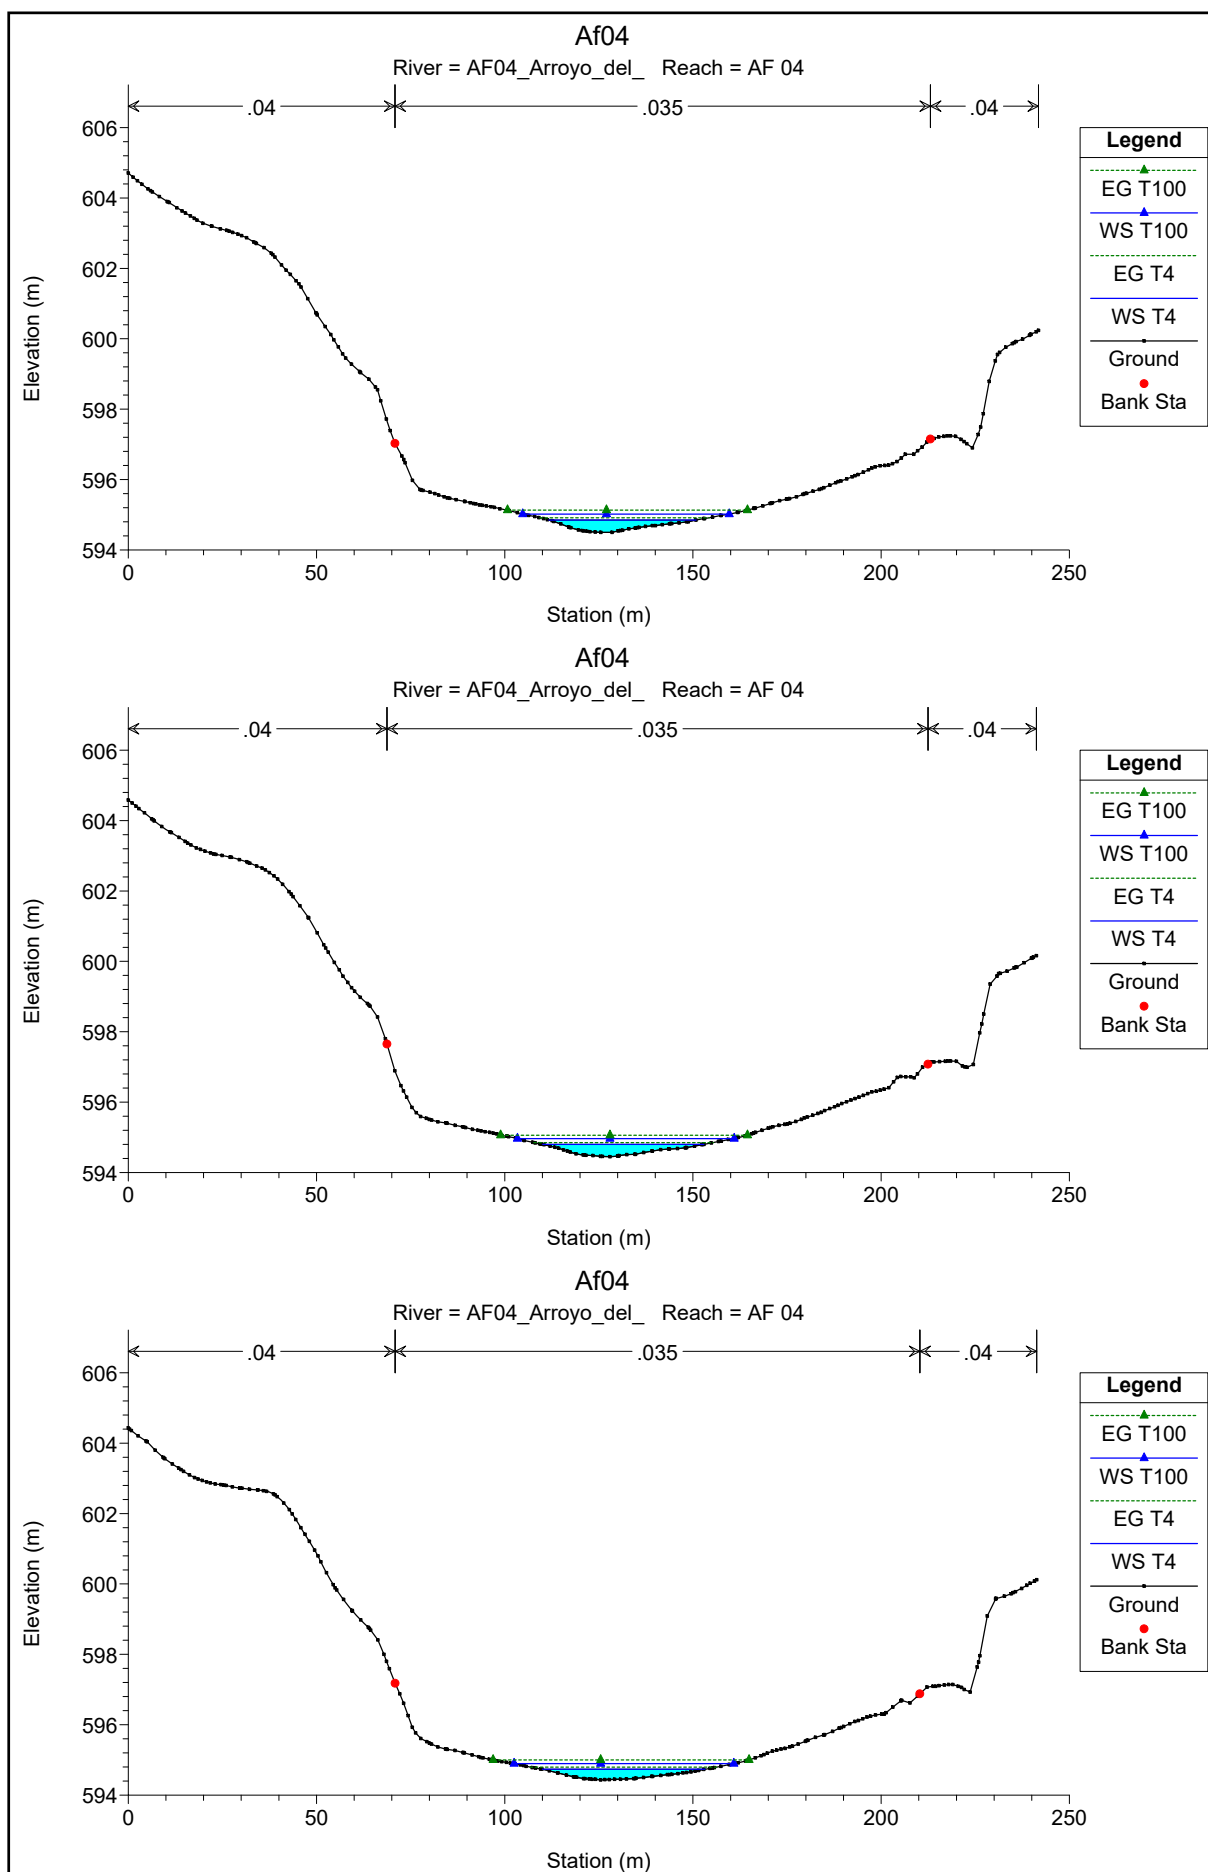 Af04
River = AF04_Arroyo_del_ Reach = AF 04
.04 .035 .04
606
604
602
600
598
596
594
Elevation (m)
0 50 100 150 200 250
Station (m)
Legend
EG T100
WS T100
EG T4
WS T4
Ground
Bank Sta
Af04
River = AF04_Arroyo_del_ Reach = AF 04
.04 .035 .04
606
604
602
600
598
596
594
Elevation (m)
0 50 100 150 200 250
Station (m)
Legend
EG T100
WS T100
EG T4
WS T4
Ground
Bank Sta
Af04
River = AF04_Arroyo_del_ Reach = AF 04
.04 .035 .04
606
604
602
600
598
596
594
Elevation (m)
0 50 100 150 200 250
Station (m)
Legend
EG T100
WS T100
EG T4
WS T4
Ground
Bank Sta